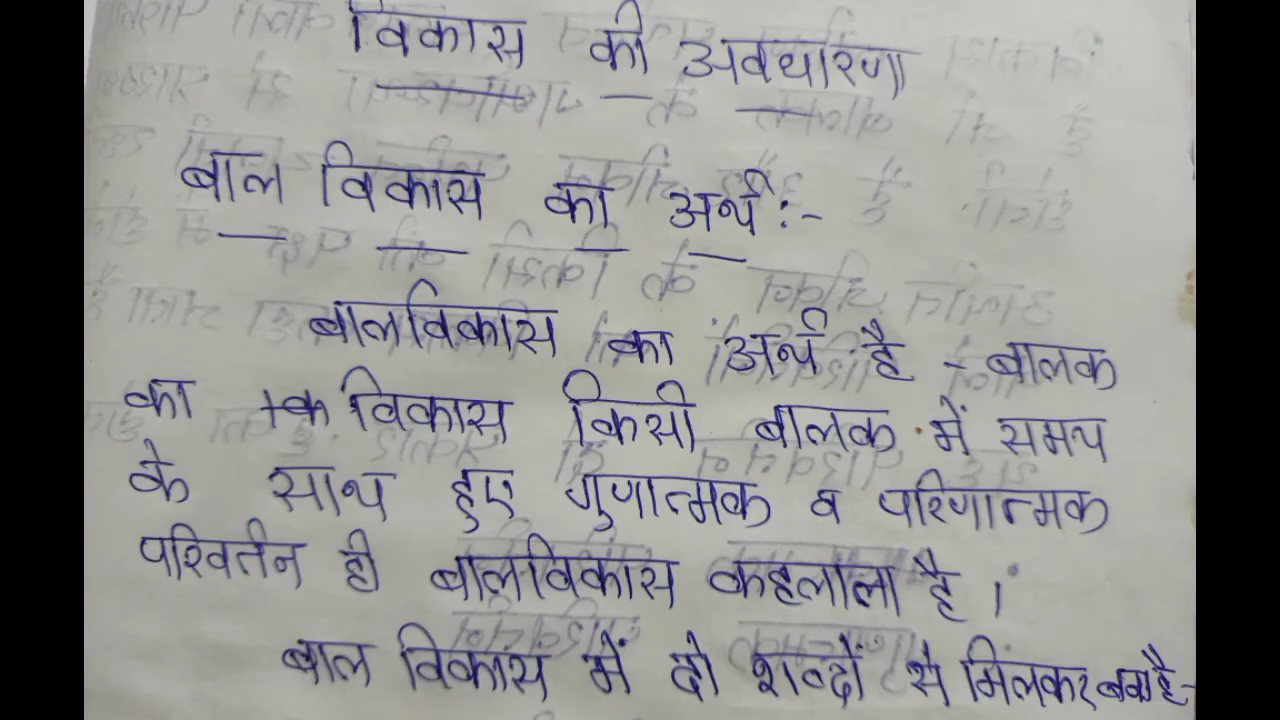 विकास की अवधारणा
बाल विकास का अर्थ :-
बालविकास का अर्थ है - बालक
का +क विकास किसी बालक में समय
के साथ हुए गुणात्मक व परिणात्मक
परिवर्तन ही बालविकास कहलाला है ।
बाल विकास में दो शब्दों से मिलकर बना है -